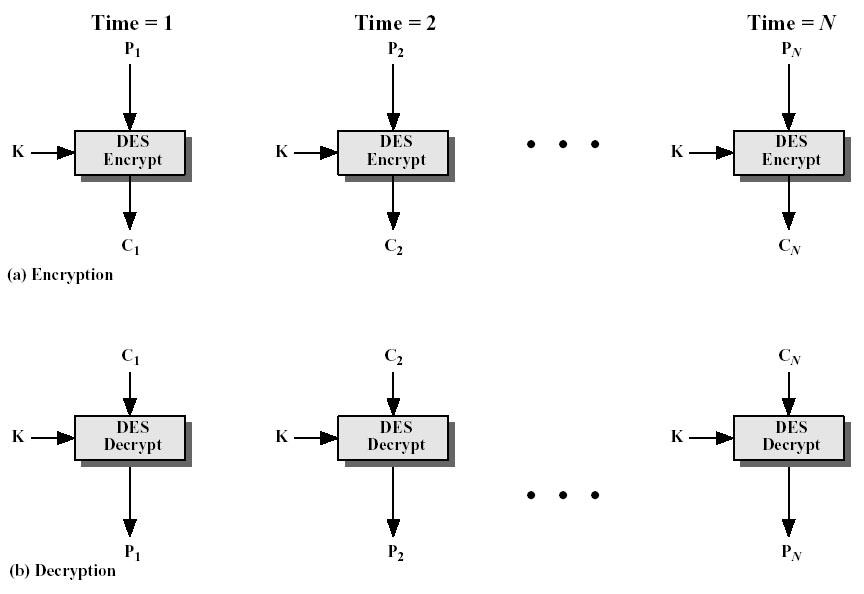 Time = 1 Time = 2 Time = N
P1 P2 PN
K DES Encrypt K DES Encrypt K DES Encrypt
C1 C2 CN
(a) Encryption
C1 C2 CN
K DES Decrypt K DES Decrypt K DES Decrypt
P1 P2 PN
(b) Decryption